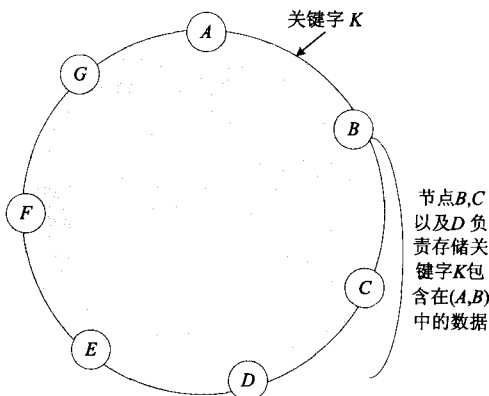 关键字 K
A
G
B
F
节点B,C
以及D 负
责存储关
键字K包
含在(A,B)
中的数据
C
E
D